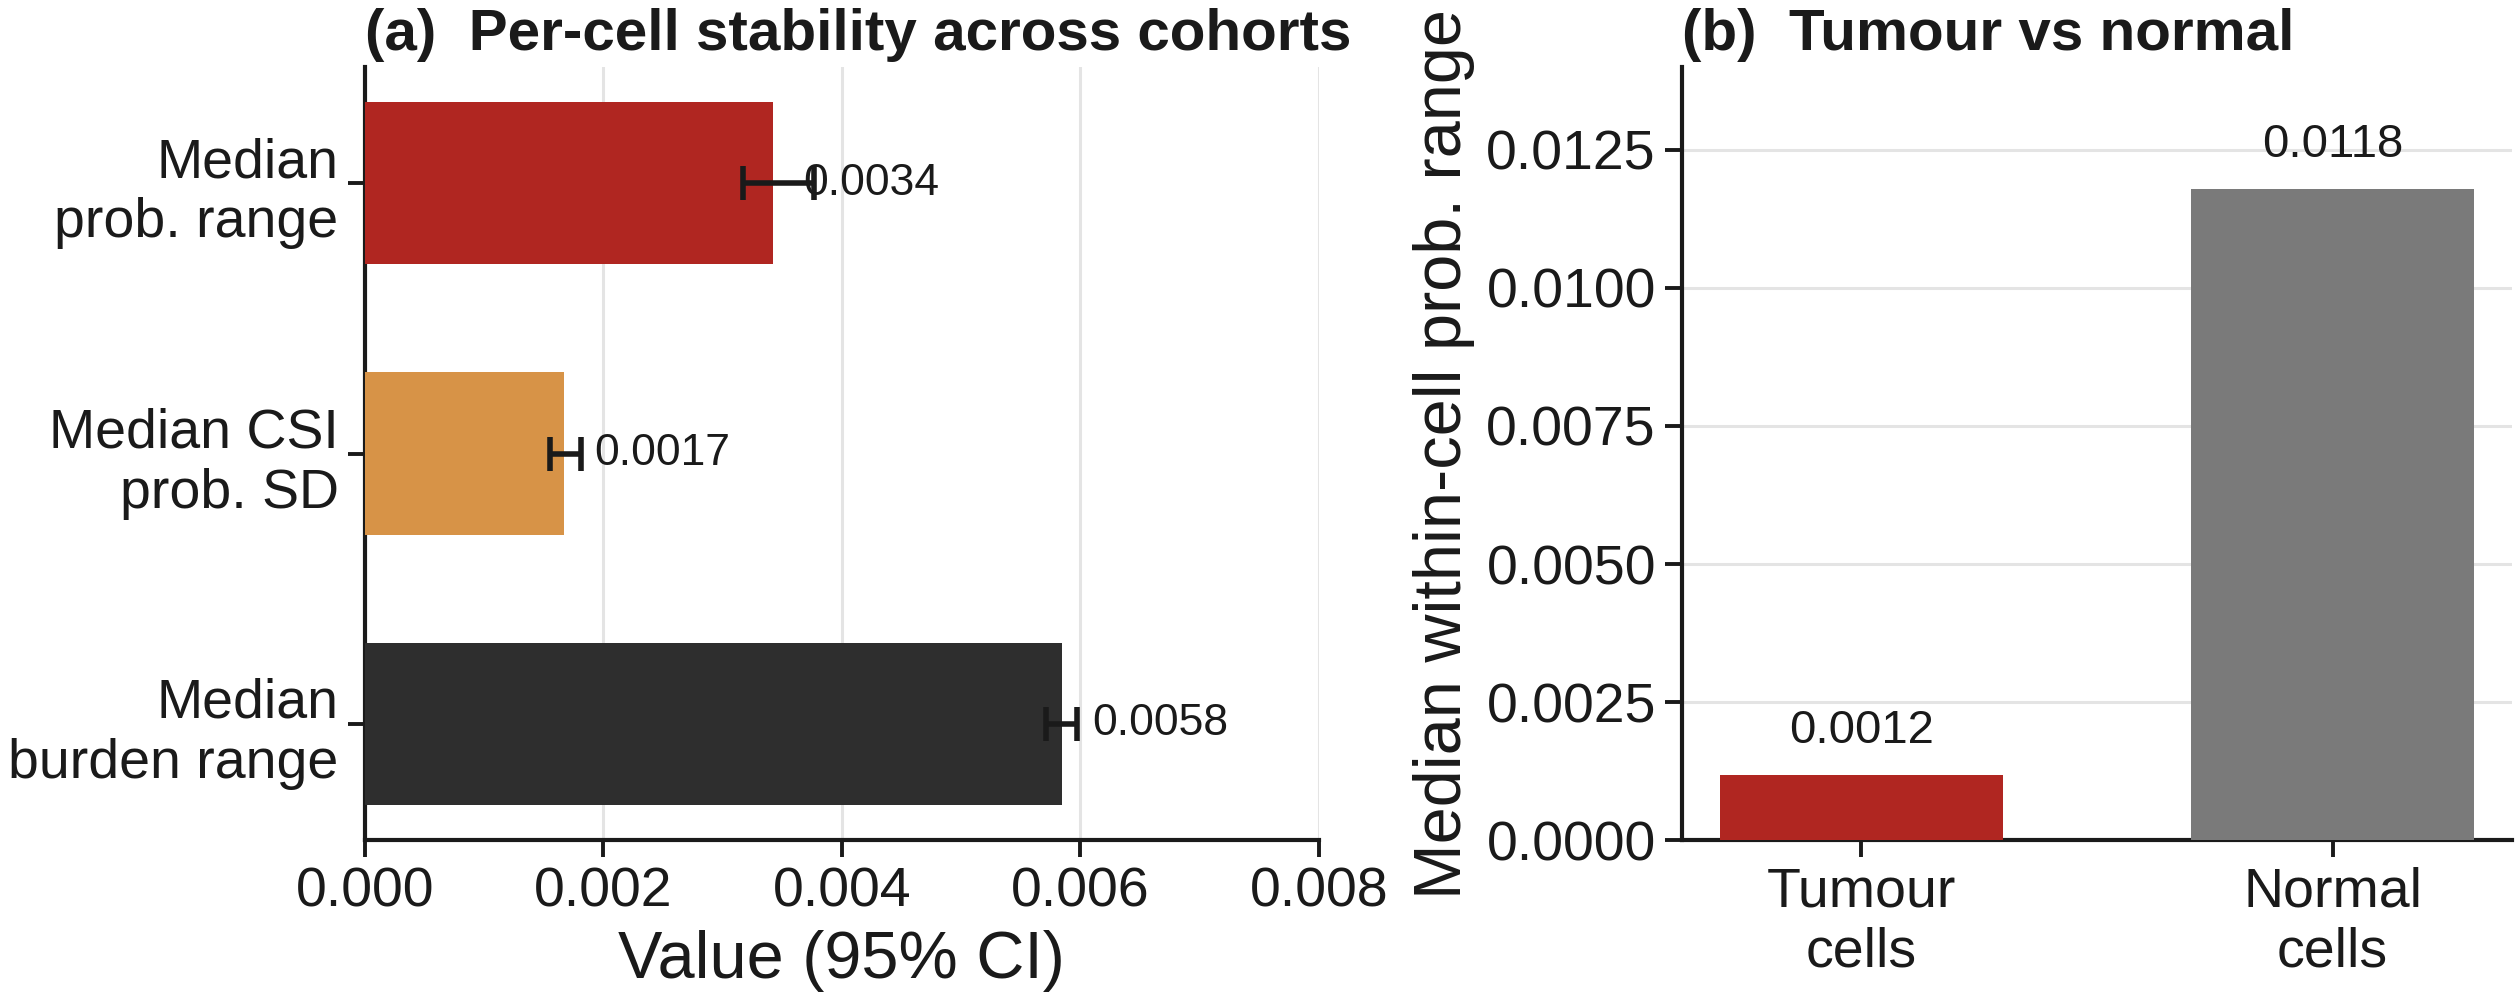 (a) Per-cell stability across cohorts
Median
prob. range
0.0034
Median CSI
prob. SD
0.0017
Median
burden range
0.0058
0.000 0.002 0.004 0.006 0.008
Value (95% CI)
(b) Tumour vs normal
Median within-cell prob. range
0.0125
0.0100
0.0075
0.0050
0.0025
0.0000
0.0118
0.0012
Tumour
cells
Normal
cells